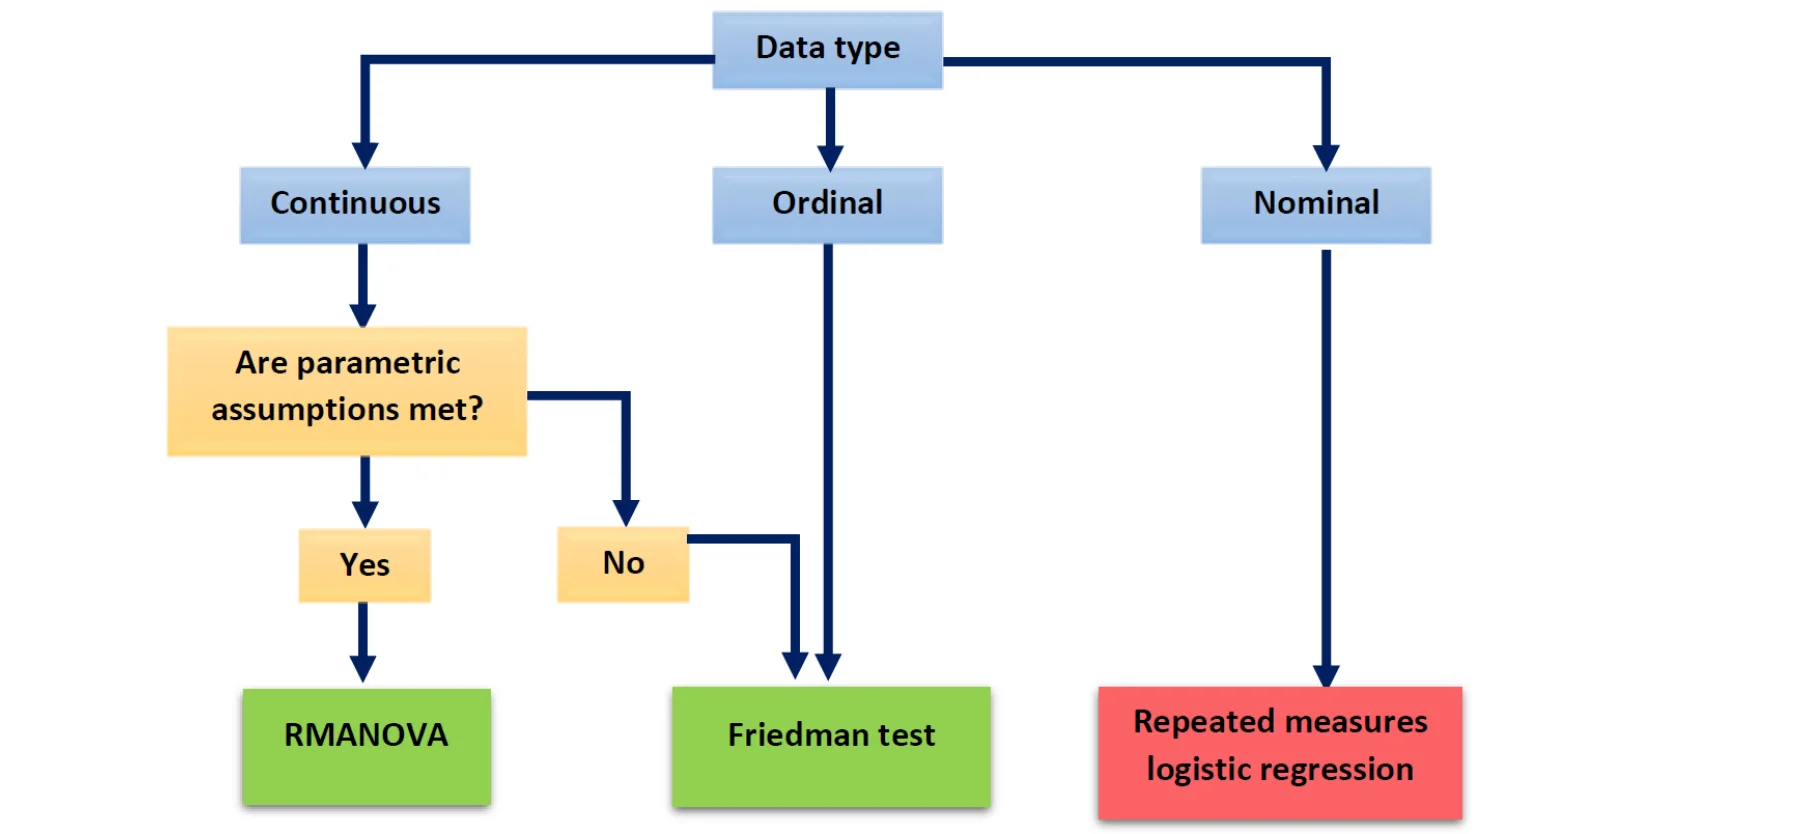 Data type
Continuous
Ordinal
Nominal
Are parametric
assumptions met?
Yes
No
RMANOVA
Friedman test
Repeated measures
logistic regression